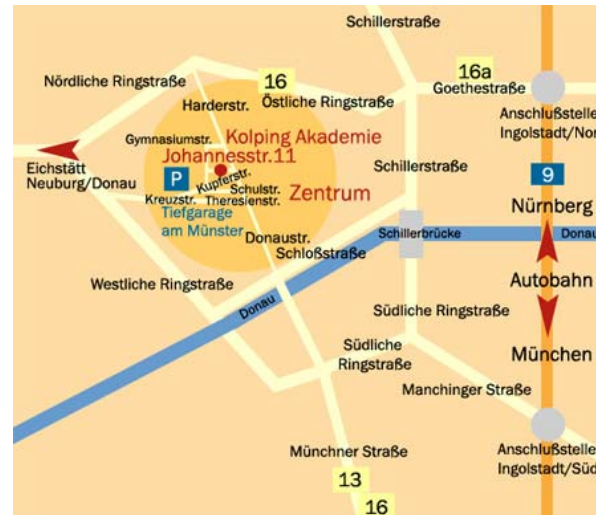 Schillerstraße
Nördliche Ringstraße
16
16a
Harderstr.
Östliche Ringstraße
Goethestraße
Anschlußstelle
Ingolstadt/Nor
Gymnasiumstr.
Kolping Akademie
Johannesstr.11
Eichstätt
Neuburg/Donau
P
Kupferstr.
Schulstr.
Zentrum
Schillerstraße
9
Kreuzstr.
Theresienstr.
Tiefgarage
am Münster
Nürnberg
Donaustr.
Schloßstraße
Schillerbrücke
Donau
Westliche Ringstraße
Autobahn
Donau
Südliche Ringstraße
Südliche
Ringstraße
München
Manchinger Straße
Münchner Straße
Anschlußstelle
Ingolstadt/Süd
13
16